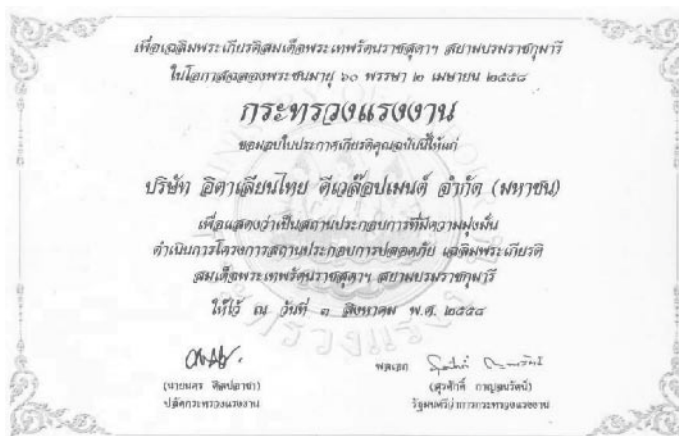 เพื่อเฉลิมพระเกียรติสมเด็จพระเทพรัตนราชสุดาฯ สยามบรมราชกุมารี
ในโอกาสฉลองพระชนมายุ ๖๐ พรรษา ๒ เมษายน ๒๕๕๘
กระทรวงแรงงาน
ขอมอบใบประกาศเกียรติคุณฉบับนี้ให้แก่
บริษัท อิตาเลียนไทย ดีเวล๊อปเมนต์ จำกัด (มหาชน)
เพื่อแสดงว่าเป็นสถานประกอบการที่มีความมุ่งมั่น
ดำเนินการโครงการสถานประกอบการปลอดภัย เฉลิมพระเกียรติ
สมเด็จพระเทพรัตนราชสุดาฯ สยามบรมราชกุมารี
ให้ไว้ ณ วันที่ ๓ สิงหาคม พ.ศ. ๒๕๕๘
พลเอก
(นายนคร ศิลปอาชา)
(สุรศักดิ์ กาญจนรัตน์)
ปลัดกระทรวงแรงงาน
รัฐมนตรีว่าการกระทรวงแรงงาน